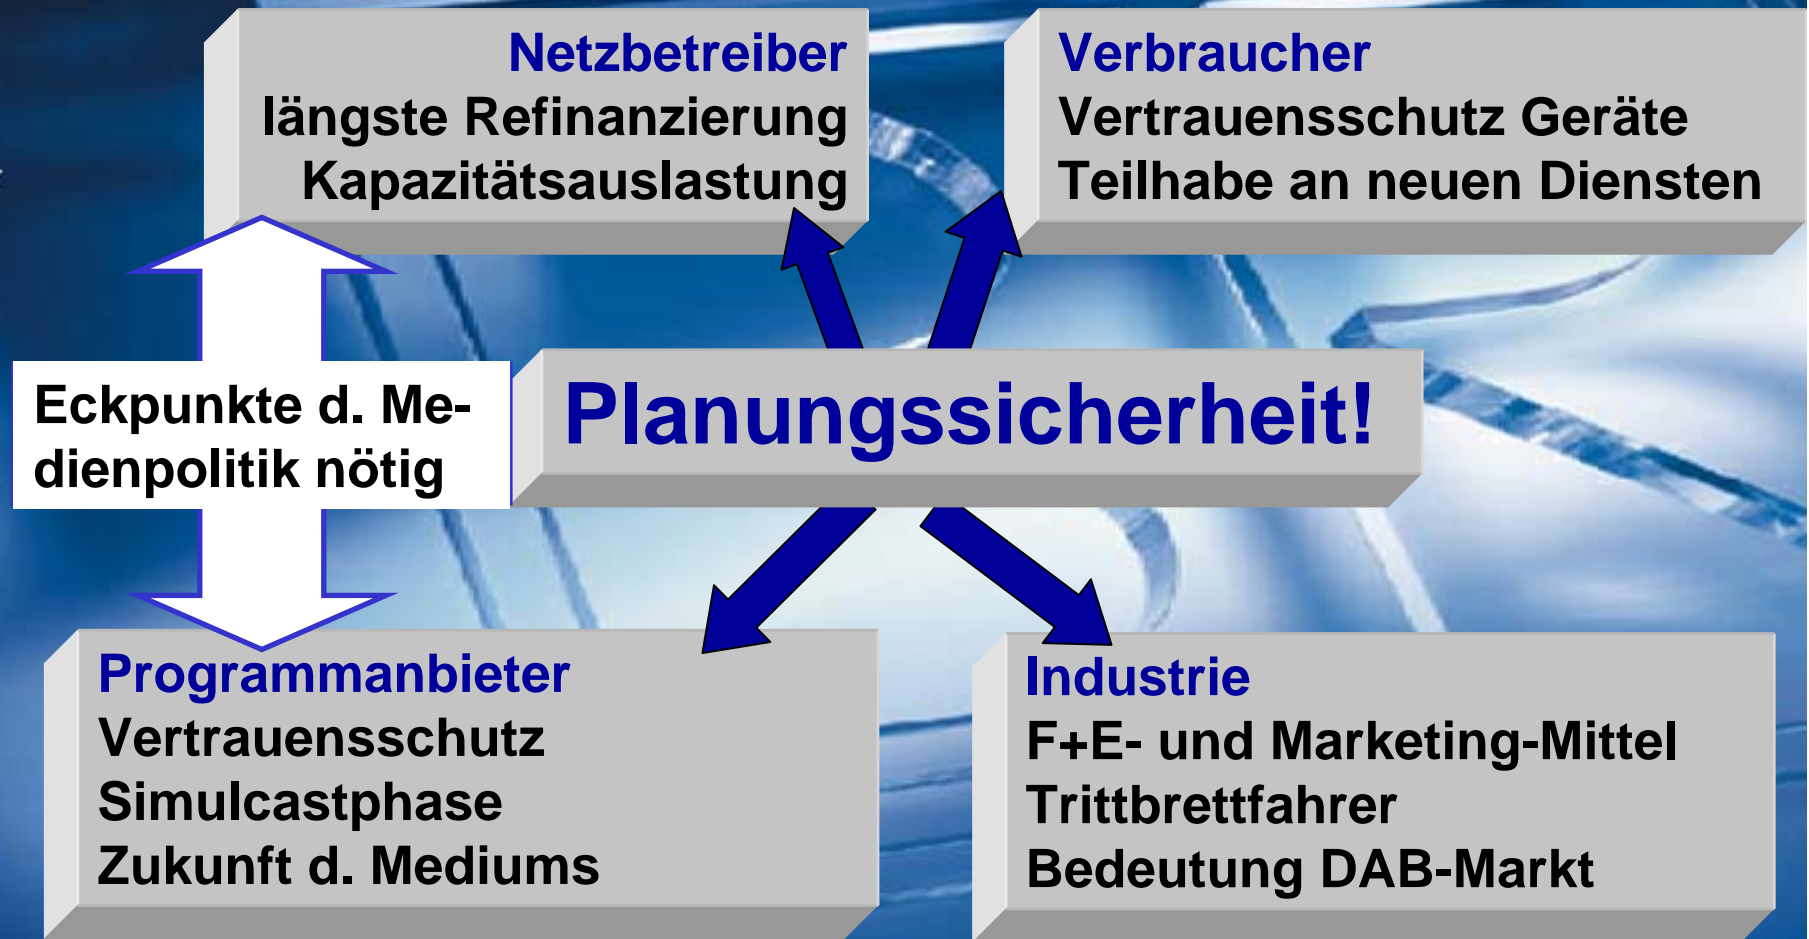 Netzbetreiber
längste Refinanzierung
Kapazitätsauslastung
Verbraucher
Vertrauensschutz Geräte
Teilhabe an neuen Diensten
Eckpunkte d. Me-
dienpolitik nötig
Planungssicherheit!
Programmanbieter
Vertrauensschutz
Simulcastphase
Zukunft d. Mediums
Industrie
F+E- und Marketing-Mittel
Trittbrettfahrer
Bedeutung DAB-Markt